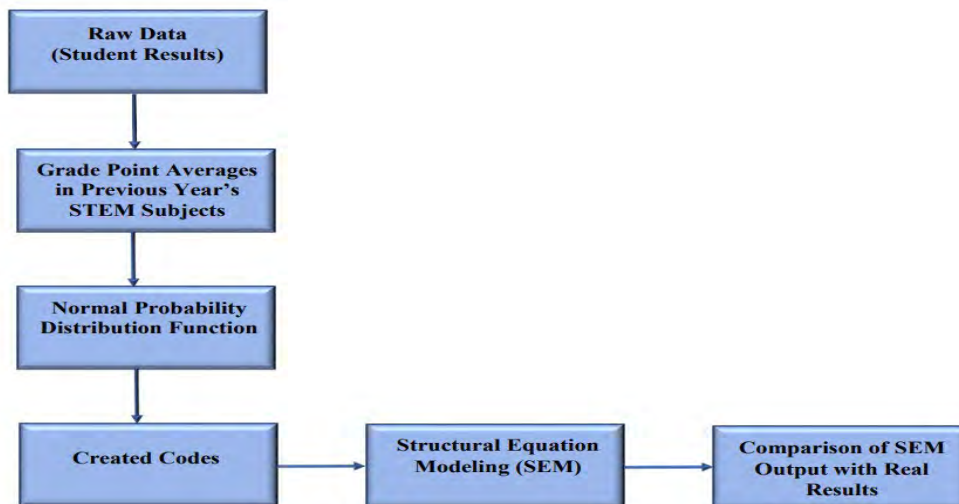 Raw Data
(Student Results)
Grade Point Averages
in Previous Year's
STEM Subjects
Normal Probability
Distribution Function
Created Codes
Structural Equation
Modeling (SEM)
Comparison of SEM
Output with Real
Results